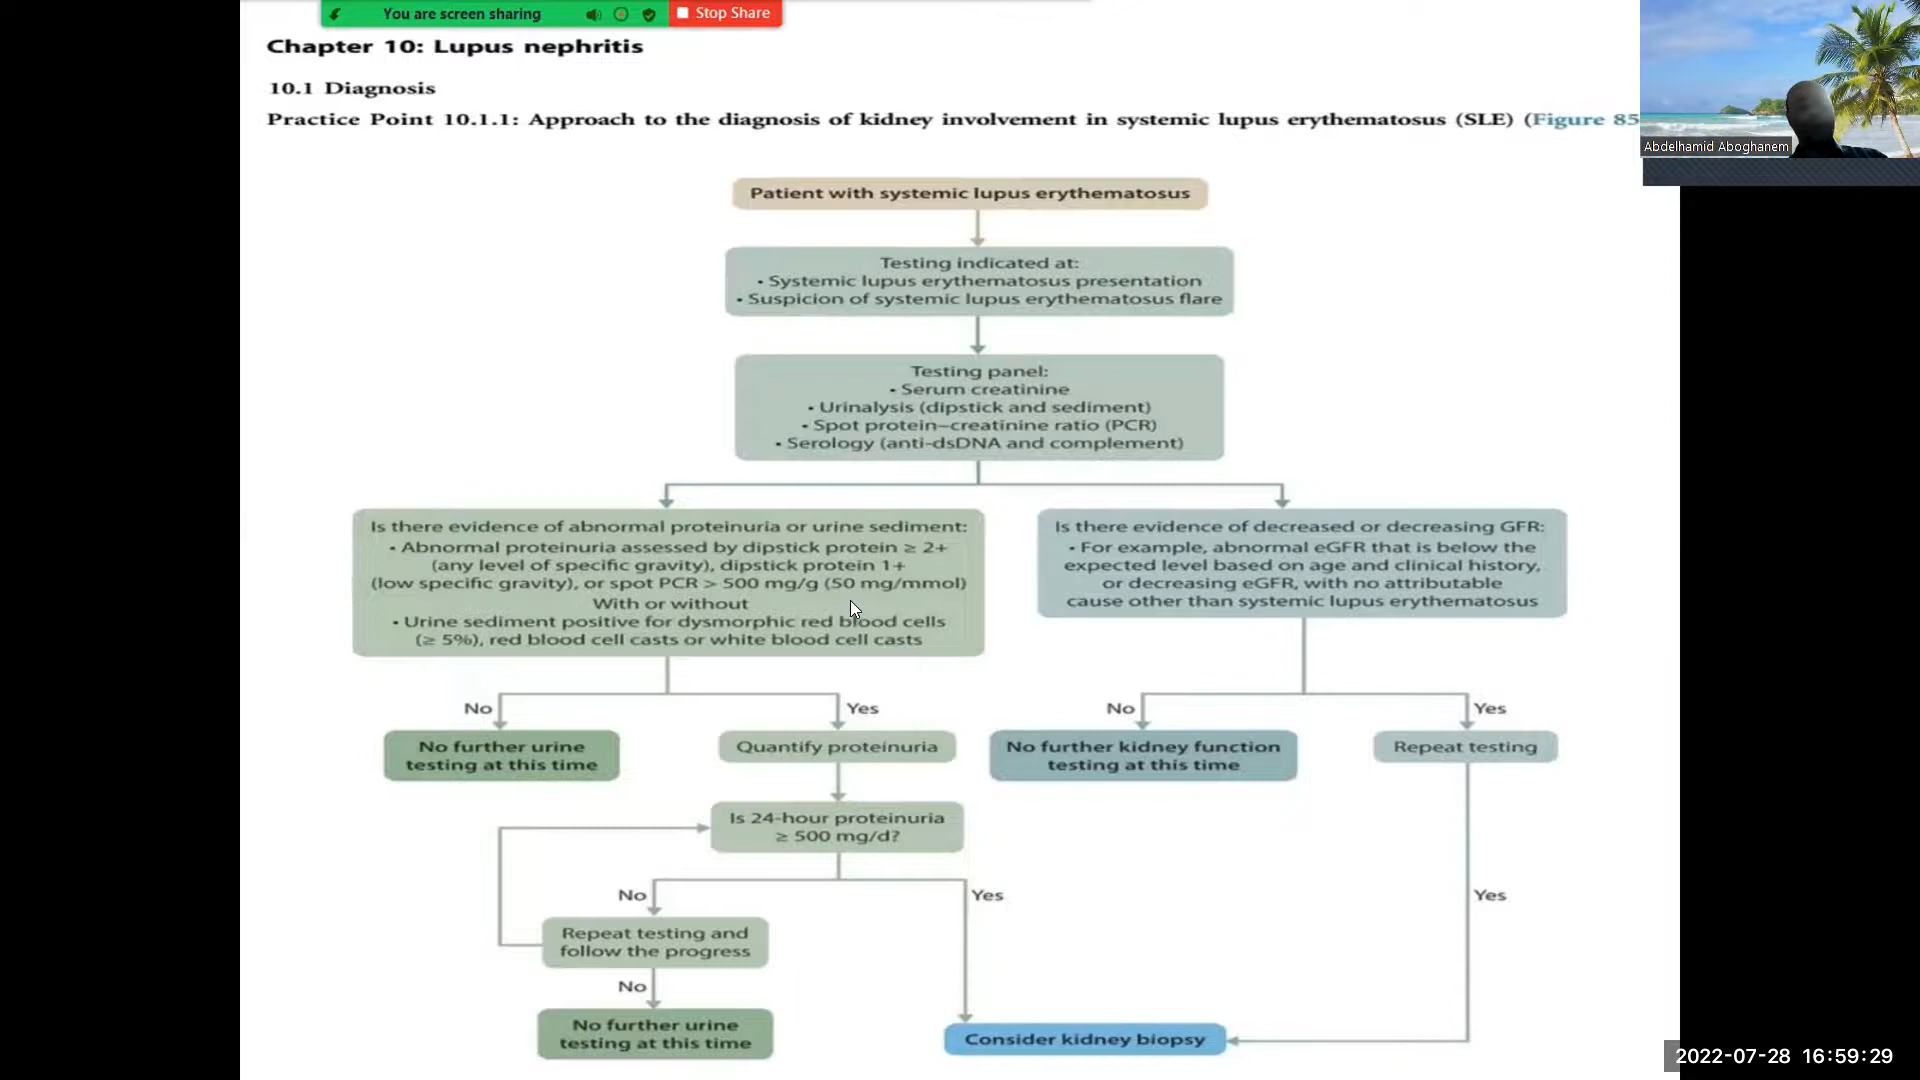 You are screen sharing
Stop Share
Chapter 10: Lupus nephritis
10.1 Diagnosis
Practice Point 10.1.1: Approach to the diagnosis of kidney involvement in systemic lupus erythematosus (SLE) (Figure 85
Abdelhamid Aboghanem
Patient with systemic lupus erythematosus
Testing indicated at:
• Systemic lupus erythematosus presentation
• Suspicion of systemic lupus erythematosus flare
Testing panel:
• Serum creatinine
• Urinalysis (dipstick and sediment)
• Spot protein–creatinine ratio (PCR)
• Serology (anti-dsDNA and complement)
Is there evidence of abnormal proteinuria or urine sediment:
• Abnormal proteinuria assessed by dipstick protein ≥ 2+
(any level of specific gravity), dipstick protein 1+
(low specific gravity), or spot PCR > 500 mg/g (50 mg/mmol)
With or without
• Urine sediment positive for dysmorphic red blood cells
(≥ 5%), red blood cell casts or white blood cell casts
Is there evidence of decreased or decreasing GFR:
• For example, abnormal eGFR that is below the
expected level based on age and clinical history,
or decreasing eGFR, with no attributable
cause other than systemic lupus erythematosus
No
Yes
No
Yes
No further urine
testing at this time
Quantify proteinuria
No further kidney function
testing at this time
Repeat testing
Is 24-hour proteinuria
≥ 500 mg/d?
No
Yes
Yes
Repeat testing and
follow the progress
No
No further urine
testing at this time
Consider kidney biopsy
2022-07-28 16:59:29